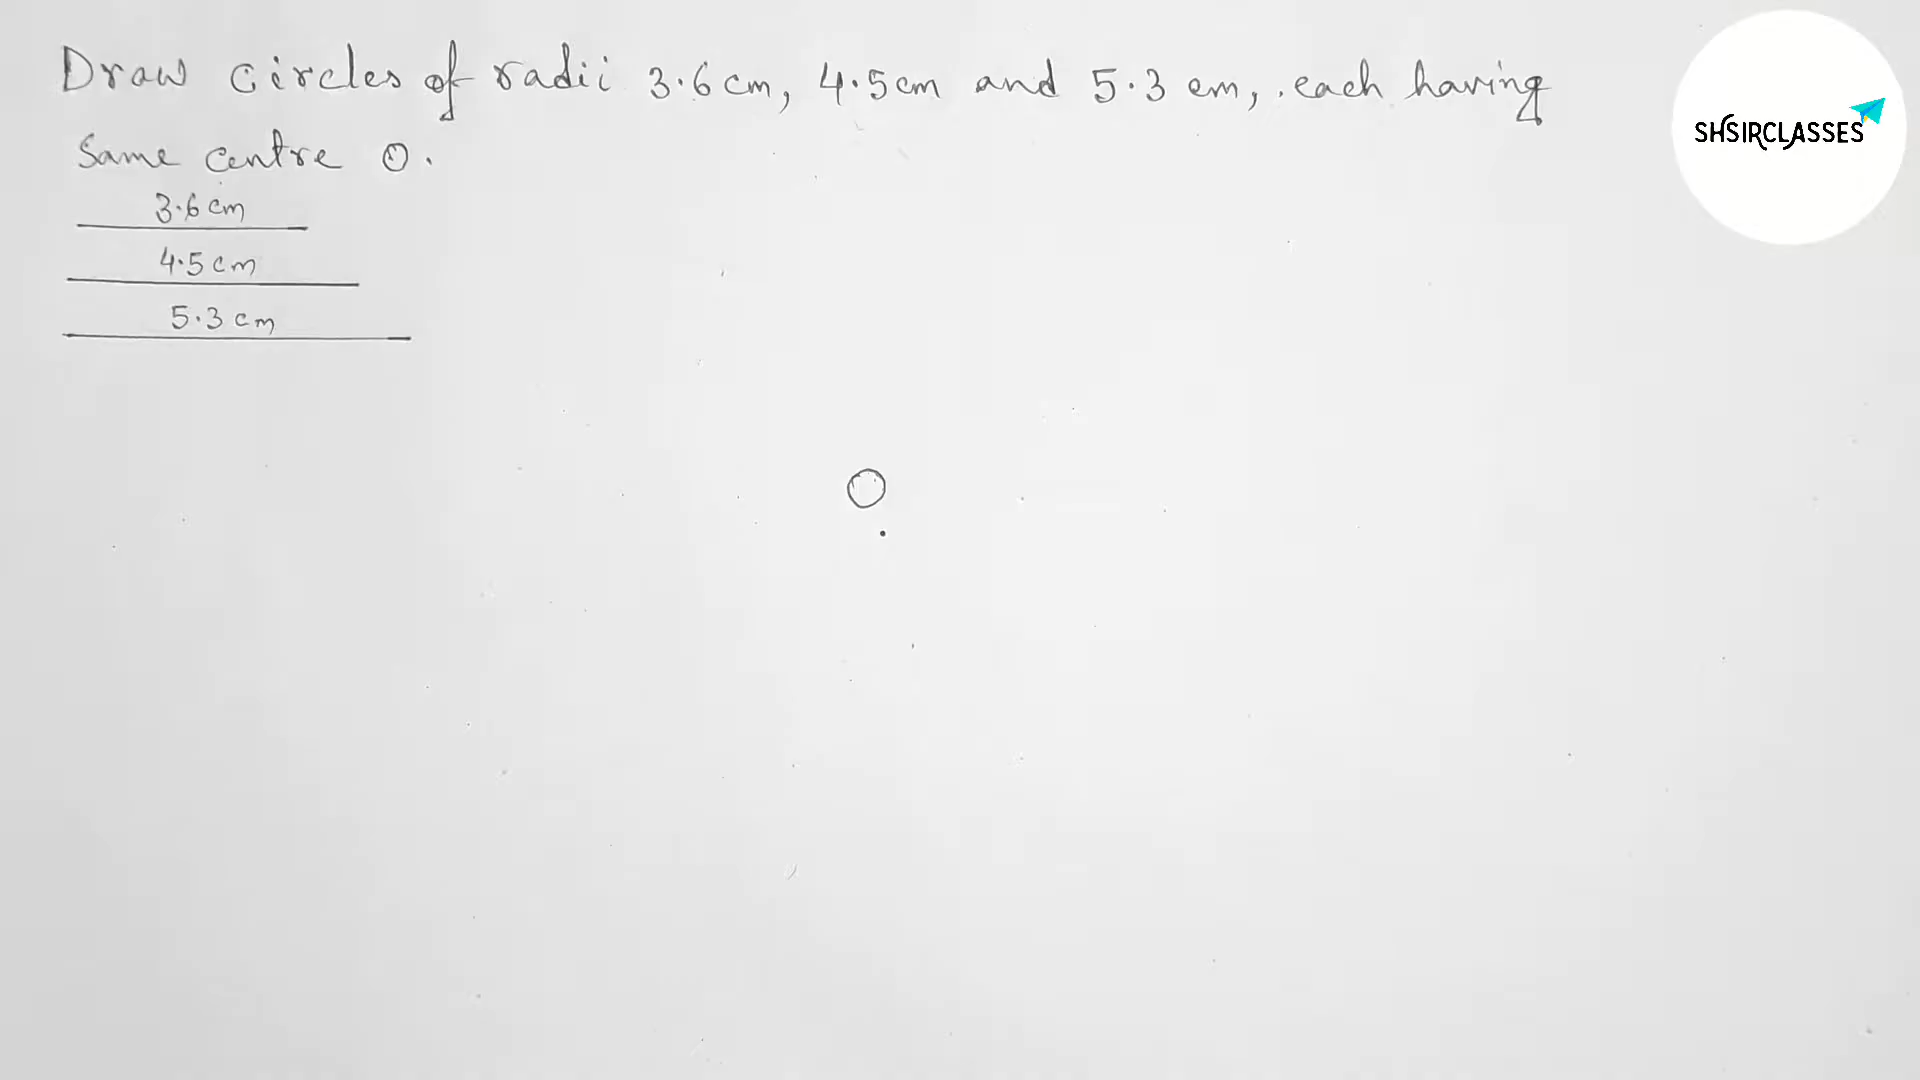 Draw circles of radii 3.6 cm, 4.5 cm and 5.3 cm, each having
same centre O.
3.6 cm
4.5 cm
5.3 cm
O
SHSIRCLASSES